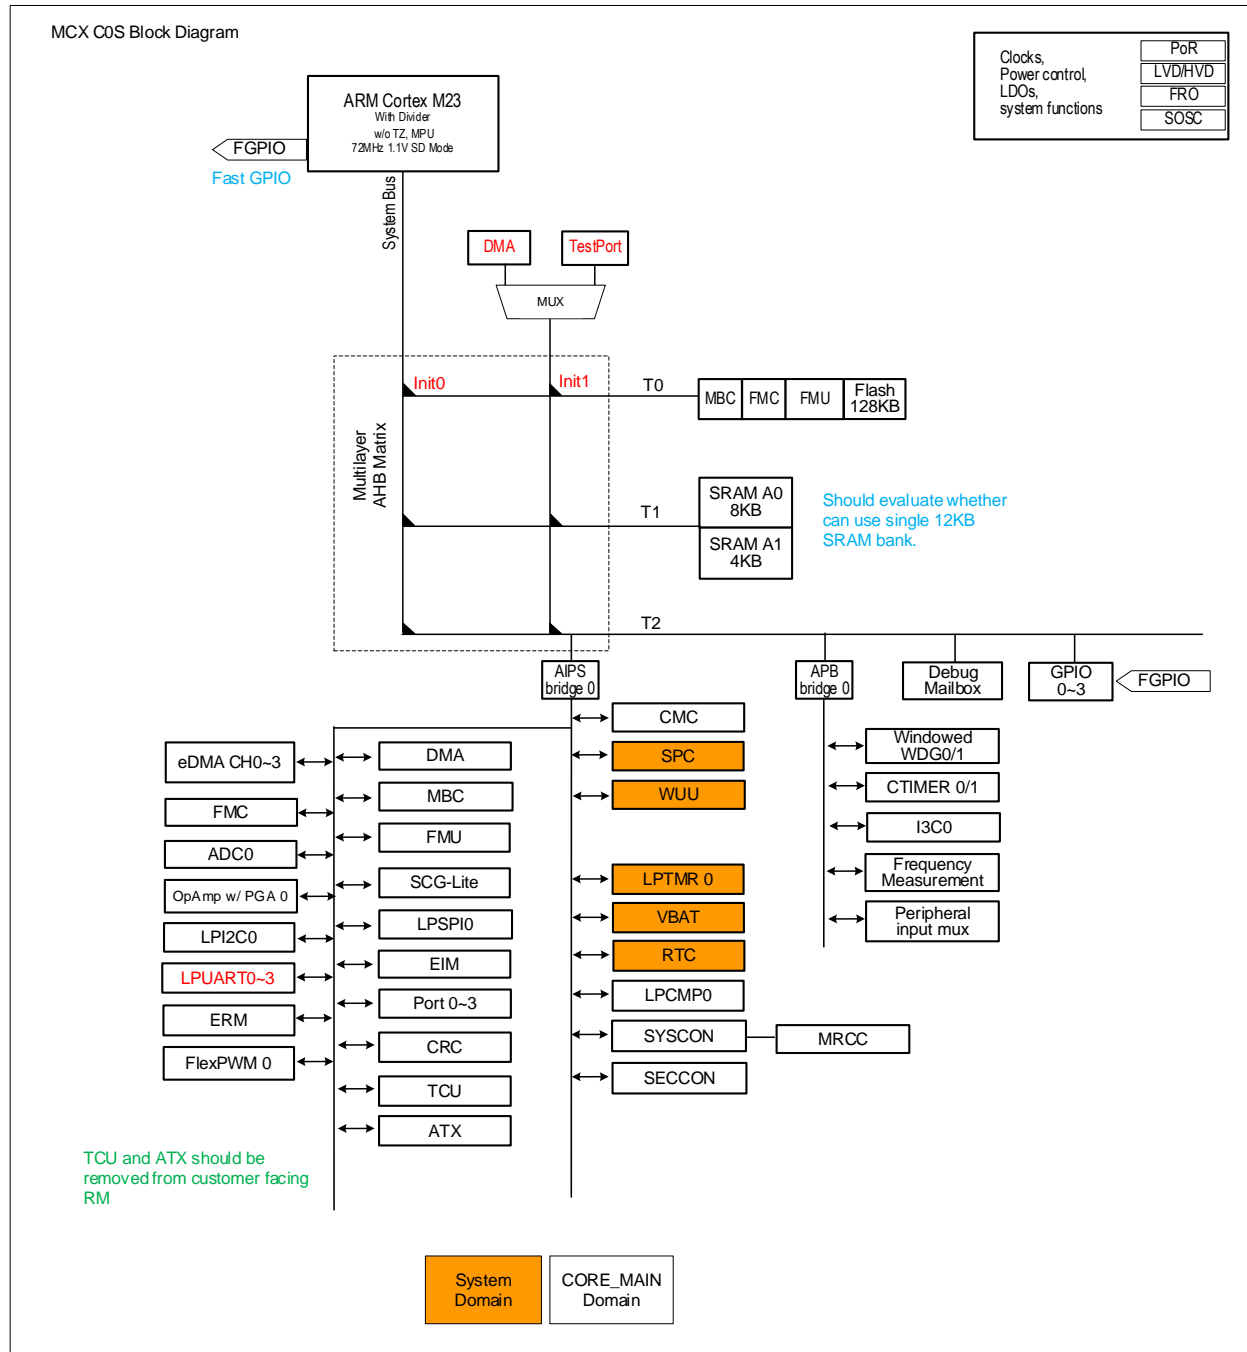 MCX C0S Block Diagram
Clocks,
Power control,
LDOs,
system functions
PoR
LVD/HVD
FRO
SOSC
ARM Cortex M23
With Divider
w/o TZ, MPU
72MHz 1.1V SD Mode
FGPIO
Fast GPIO
System Bus
DMA
TestPort
MUX
Multilayer
AHB Matrix
Init0
Init1
T0
MBC
FMC
FMU
Flash
128KB
T1
SRAM A0
8KB
SRAM A1
4KB
Should evaluate whether
can use single 12KB
SRAM bank.
T2
AIPS
bridge 0
APB
bridge 0
Debug
Mailbox
GPIO
0~3
FGPIO
eDMA CH0~3
FMC
ADC0
OpAmp w/ PGA 0
LPI2C0
LPUART0~3
ERM
FlexPWM 0
DMA
MBC
FMU
SCG-Lite
LPSPI0
EIM
Port 0~3
CRC
TCU
ATX
CMC
SPC
WUU
LPTMR 0
VBAT
RTC
LPCMP0
SYSCON
MRCC
SECCON
Windowed
WDG0/1
CTIMER 0/1
I3C0
Frequency
Measurement
Peripheral
input mux
TCU and ATX should be
removed from customer facing
RM
System
Domain
CORE_MAIN
Domain